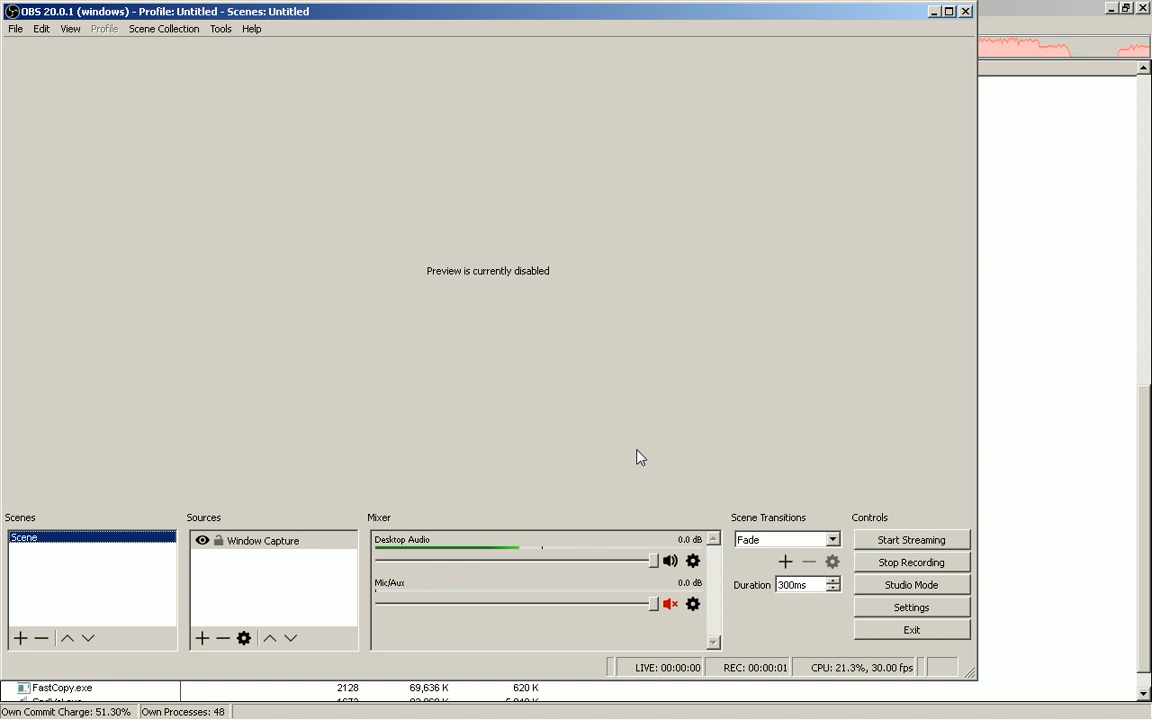 OBS 20.0.1 (windows) - Profile: Untitled - Scenes: Untitled
File Edit View Profile Scene Collection Tools Help
Preview is currently disabled
Scenes Sources Mixer Scene Transitions Controls
Scene Window Capture Desktop Audio 0.0 dB Fade Start Streaming
Stop Recording
Mic/Aux 0.0 dB Duration 300ms Studio Mode
Settings
Exit
LIVE: 00:00:00 REC: 00:00:01 CPU: 21.3%, 30.00 fps
FastCopy.exe 2128 69,636 K 620 K
Own Commit Charge: 51.30% Own Processes: 48